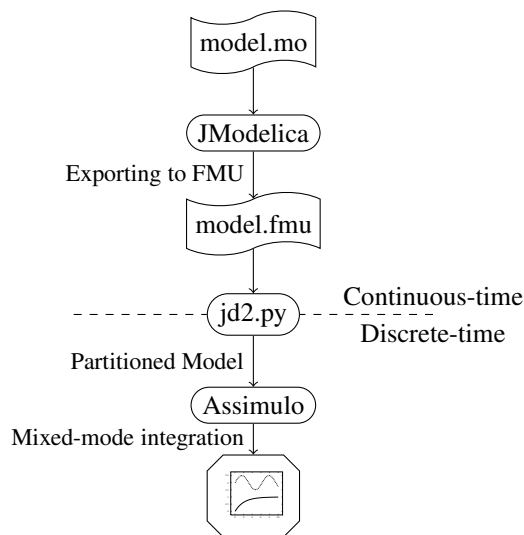 model.mo
JModelica
Exporting to FMU
model.fmu
Continuous-time
jd2.py
Discrete-time
Partitioned Model
Assimulo
Mixed-mode integration